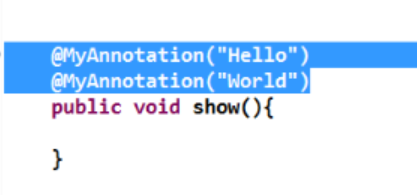 @MyAnnotation("Hello")
@MyAnnotation("World")
public void show(){
}